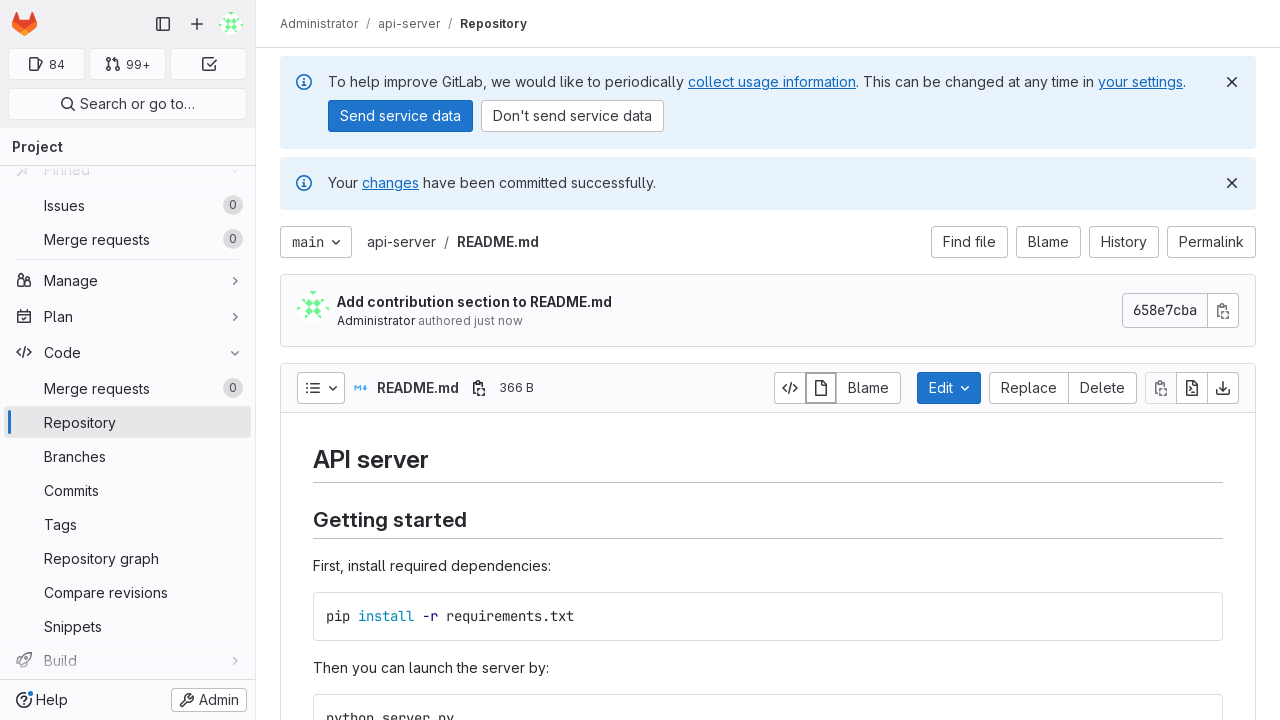 Administrator / api-server / Repository
84
99+
Search or go to…
Project
Pinned
Issues 0
Merge requests 0
Manage
Plan
Code
Merge requests 0
Repository
Branches
Commits
Tags
Repository graph
Compare revisions
Snippets
Build
Help
Admin
To help improve GitLab, we would like to periodically collect usage information. This can be changed at any time in your settings.
Send service data
Don't send service data
Your changes have been committed successfully.
main
api-server / README.md
Find file
Blame
History
Permalink
Add contribution section to README.md
Administrator authored just now
658e7cba
README.md
366 B
Blame
Edit
Replace
Delete
API server
Getting started
First, install required dependencies:
pip install -r requirements.txt
Then you can launch the server by:
python server.py